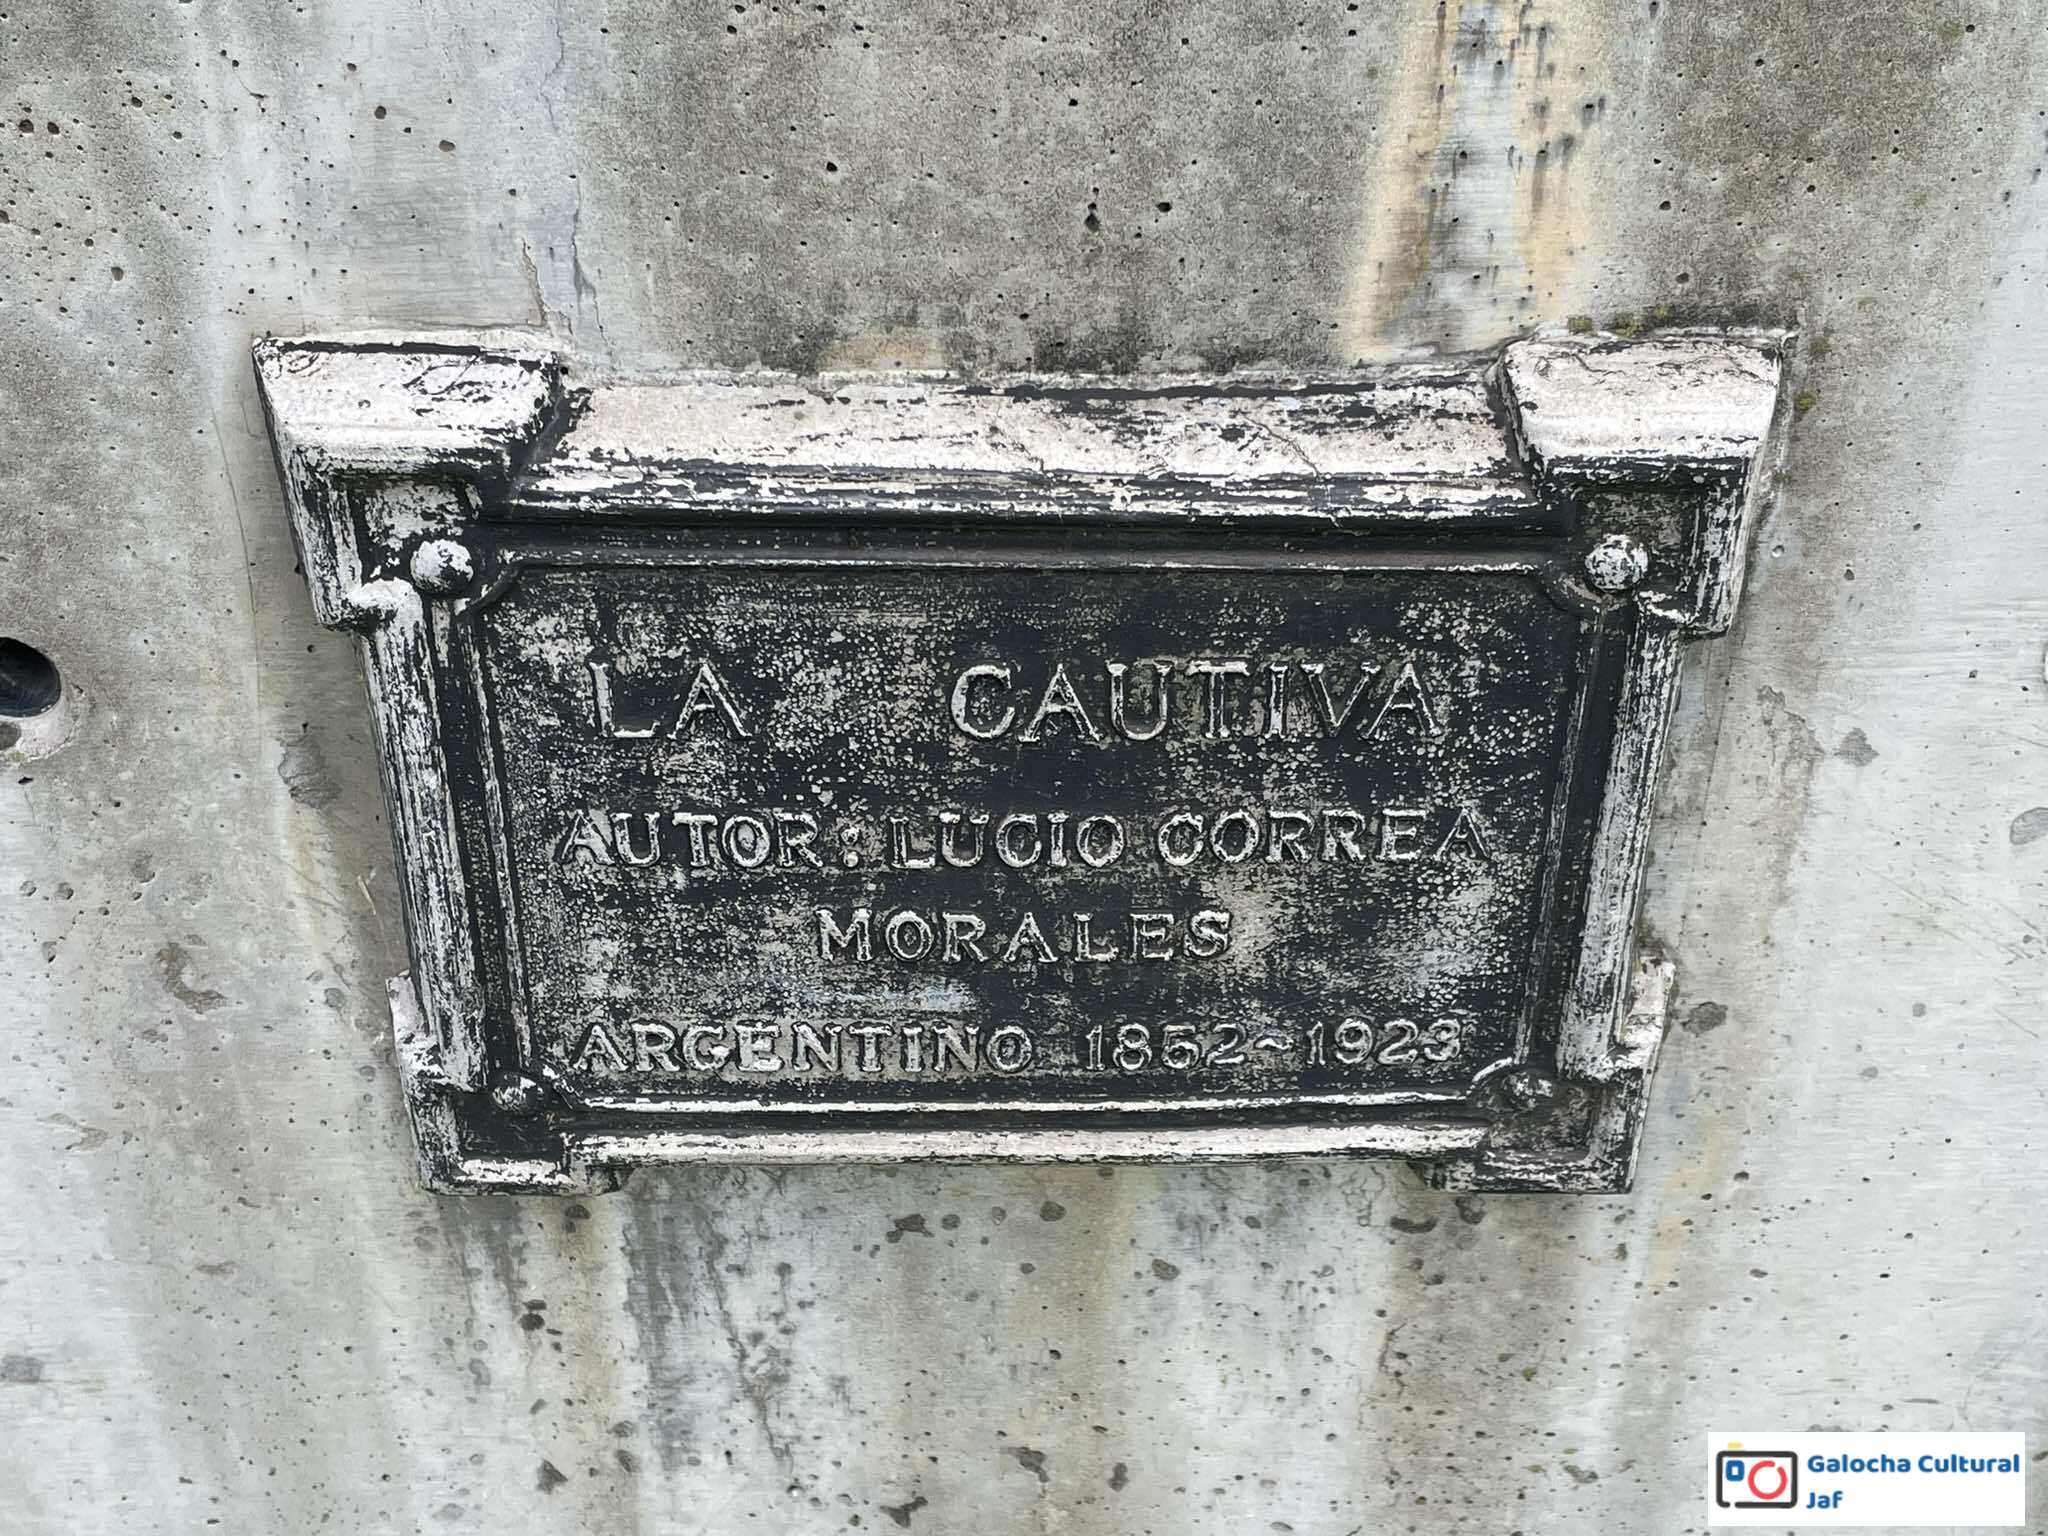 LA CAUTIVA
AUTOR: LUCIO CORREA
MORALES
ARGENTINO 1852~1923
Galocha Cultural
Jaf